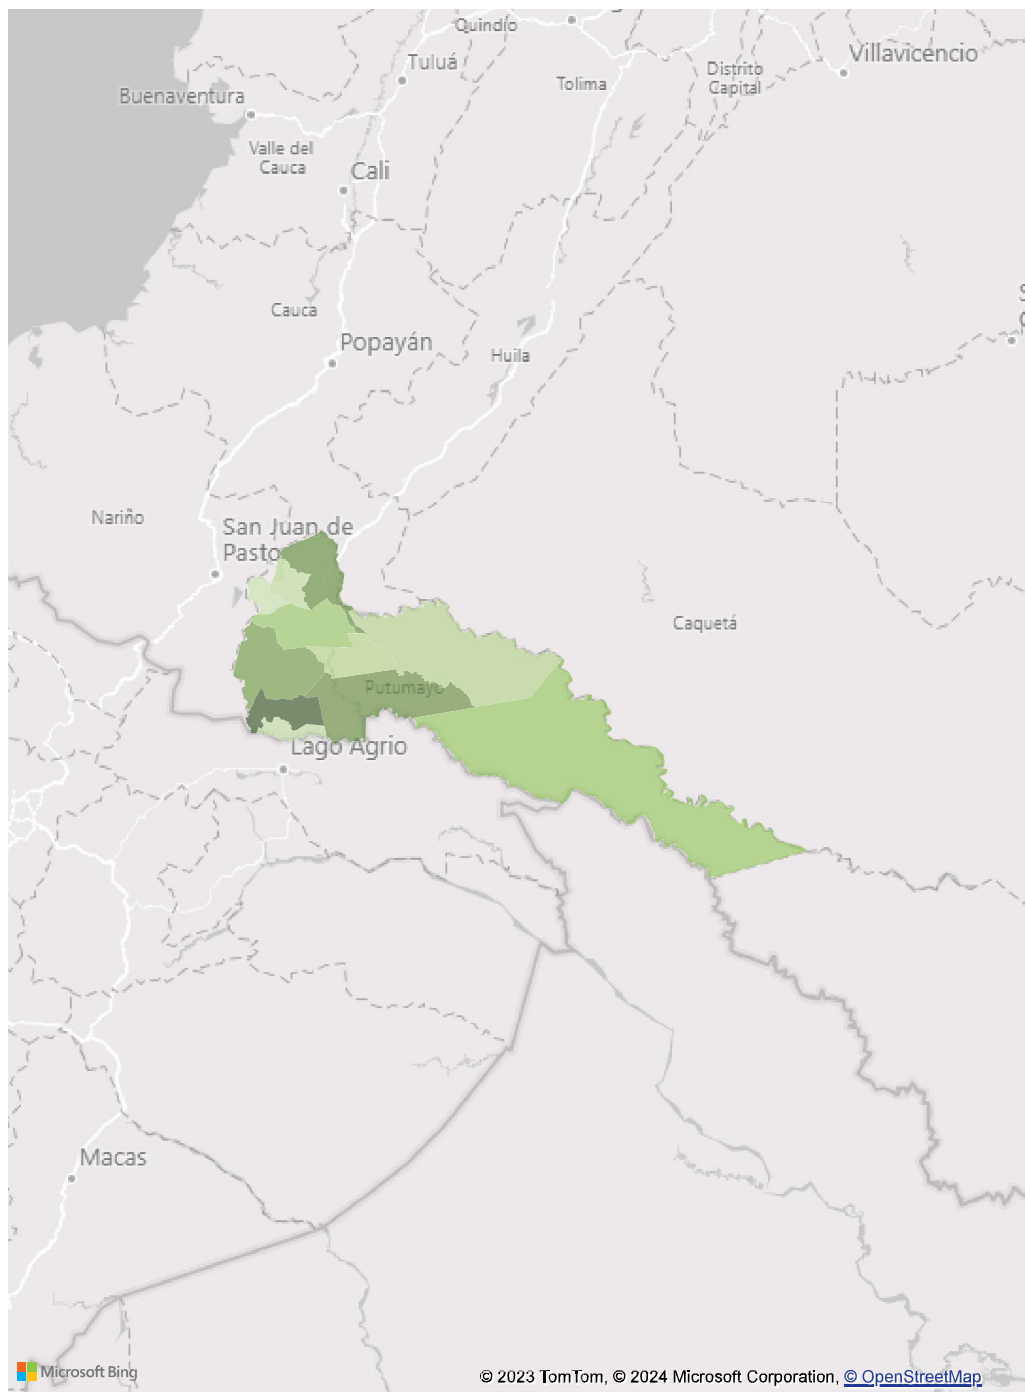 Quindío
Tuluá
Villavicencio
Tolima
Distrito
Capital
Buenaventura
Valle del
Cauca
Cali
Cauca
Popayán
Huila
Nariño
San Juan de
Pasto
Caquetá
Putumayo
Lago Agrio
Macas
Microsoft Bing
© 2023 TomTom, © 2024 Microsoft Corporation, © OpenStreetMap